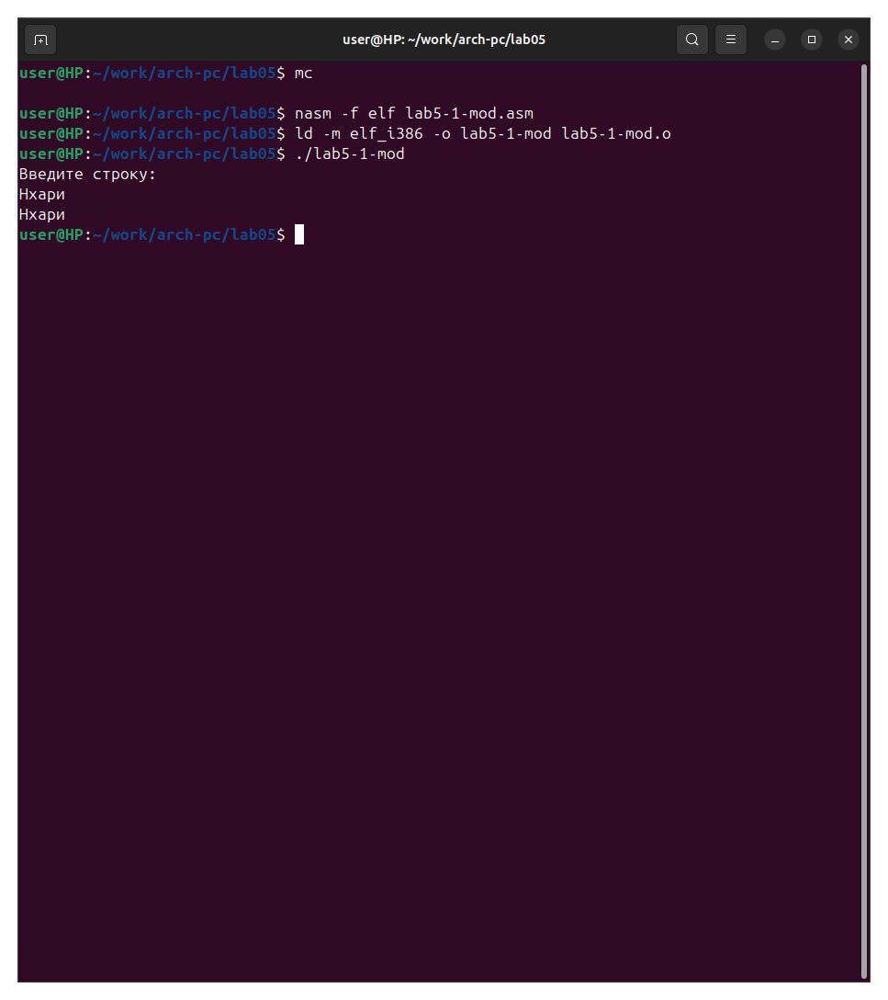 user@HP: ~/work/arch-pc/lab05
user@HP:~/work/arch-pc/lab05$ mc
user@HP:~/work/arch-pc/lab05$ nasm -f elf lab5-1-mod.asm
user@HP:~/work/arch-pc/lab05$ ld -m elf_i386 -o lab5-1-mod lab5-1-mod.o
user@HP:~/work/arch-pc/lab05$ ./lab5-1-mod
Введите строку:
Нхари
Нхари
user@HP:~/work/arch-pc/lab05$